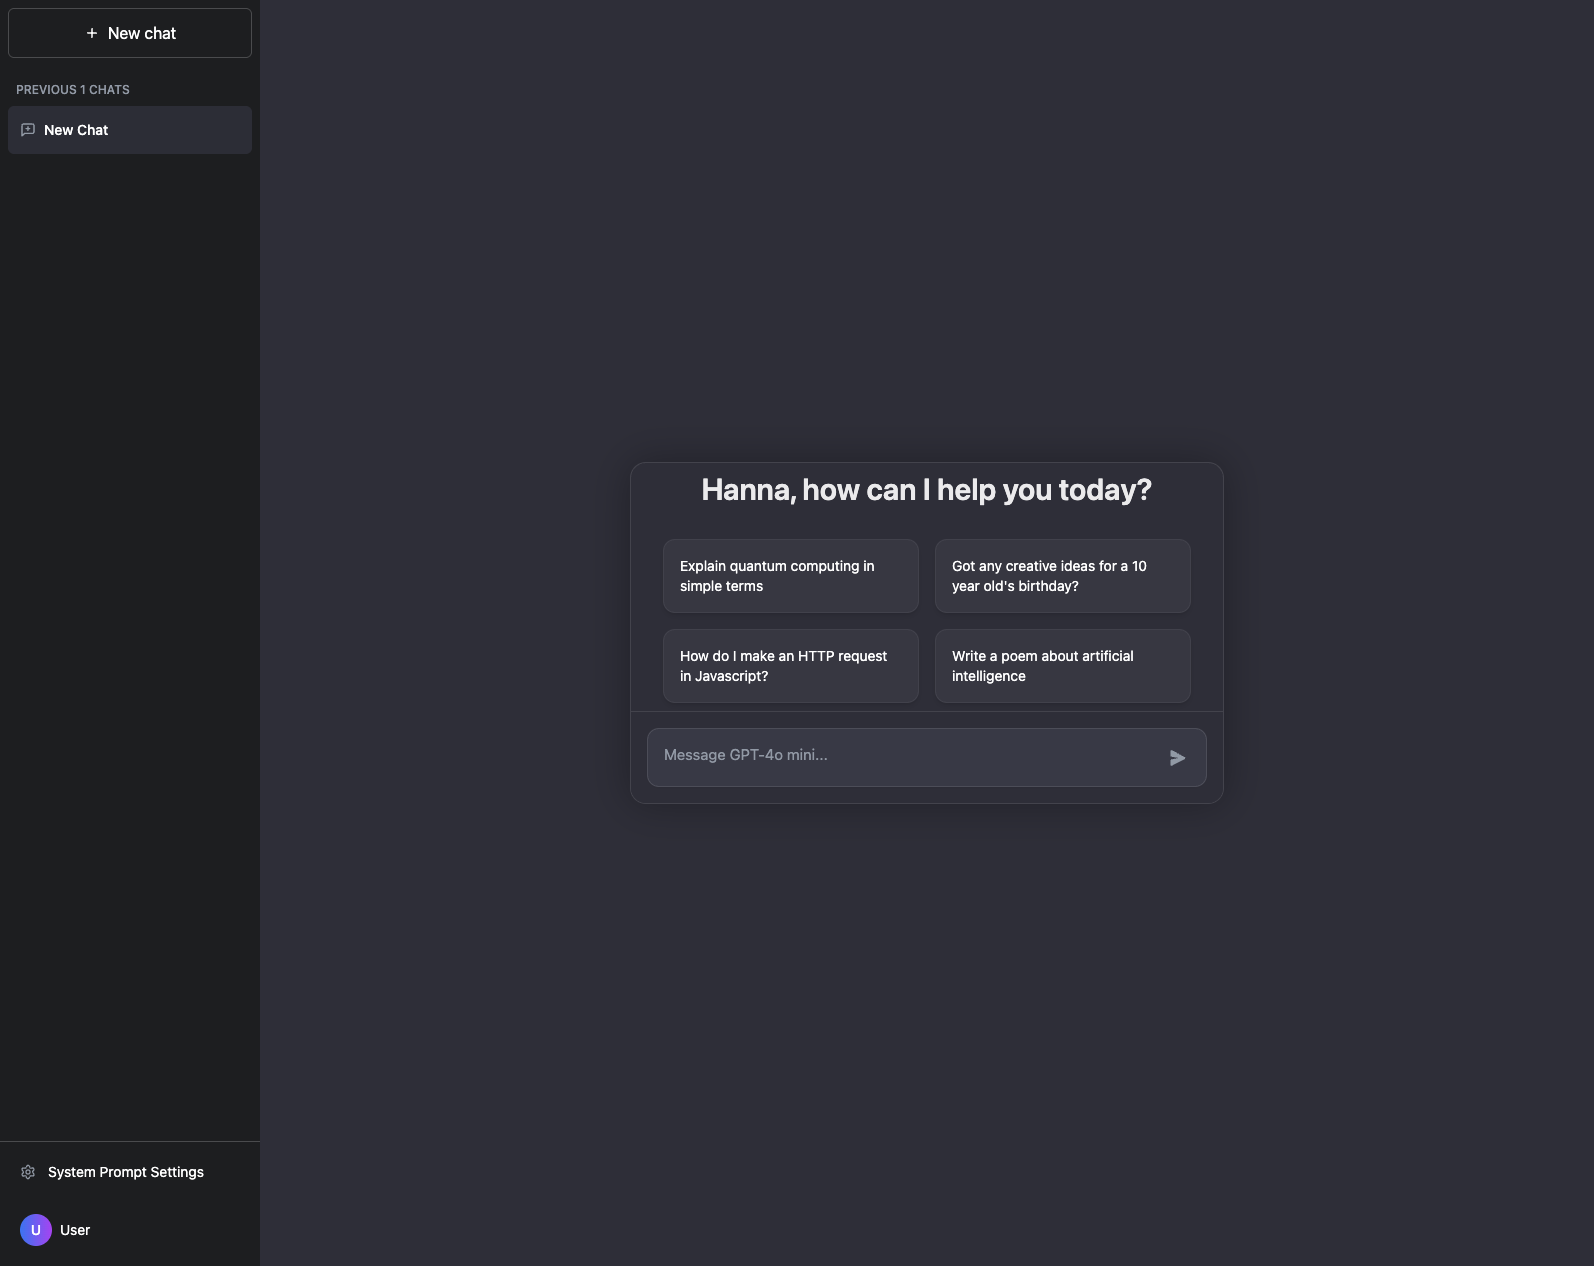 New chat
PREVIOUS 1 CHATS
New Chat
Hanna, how can I help you today?
Explain quantum computing in
simple terms
Got any creative ideas for a 10
year old's birthday?
How do I make an HTTP request
in Javascript?
Write a poem about artificial
intelligence
Message GPT-4o mini...
System Prompt Settings
U
User